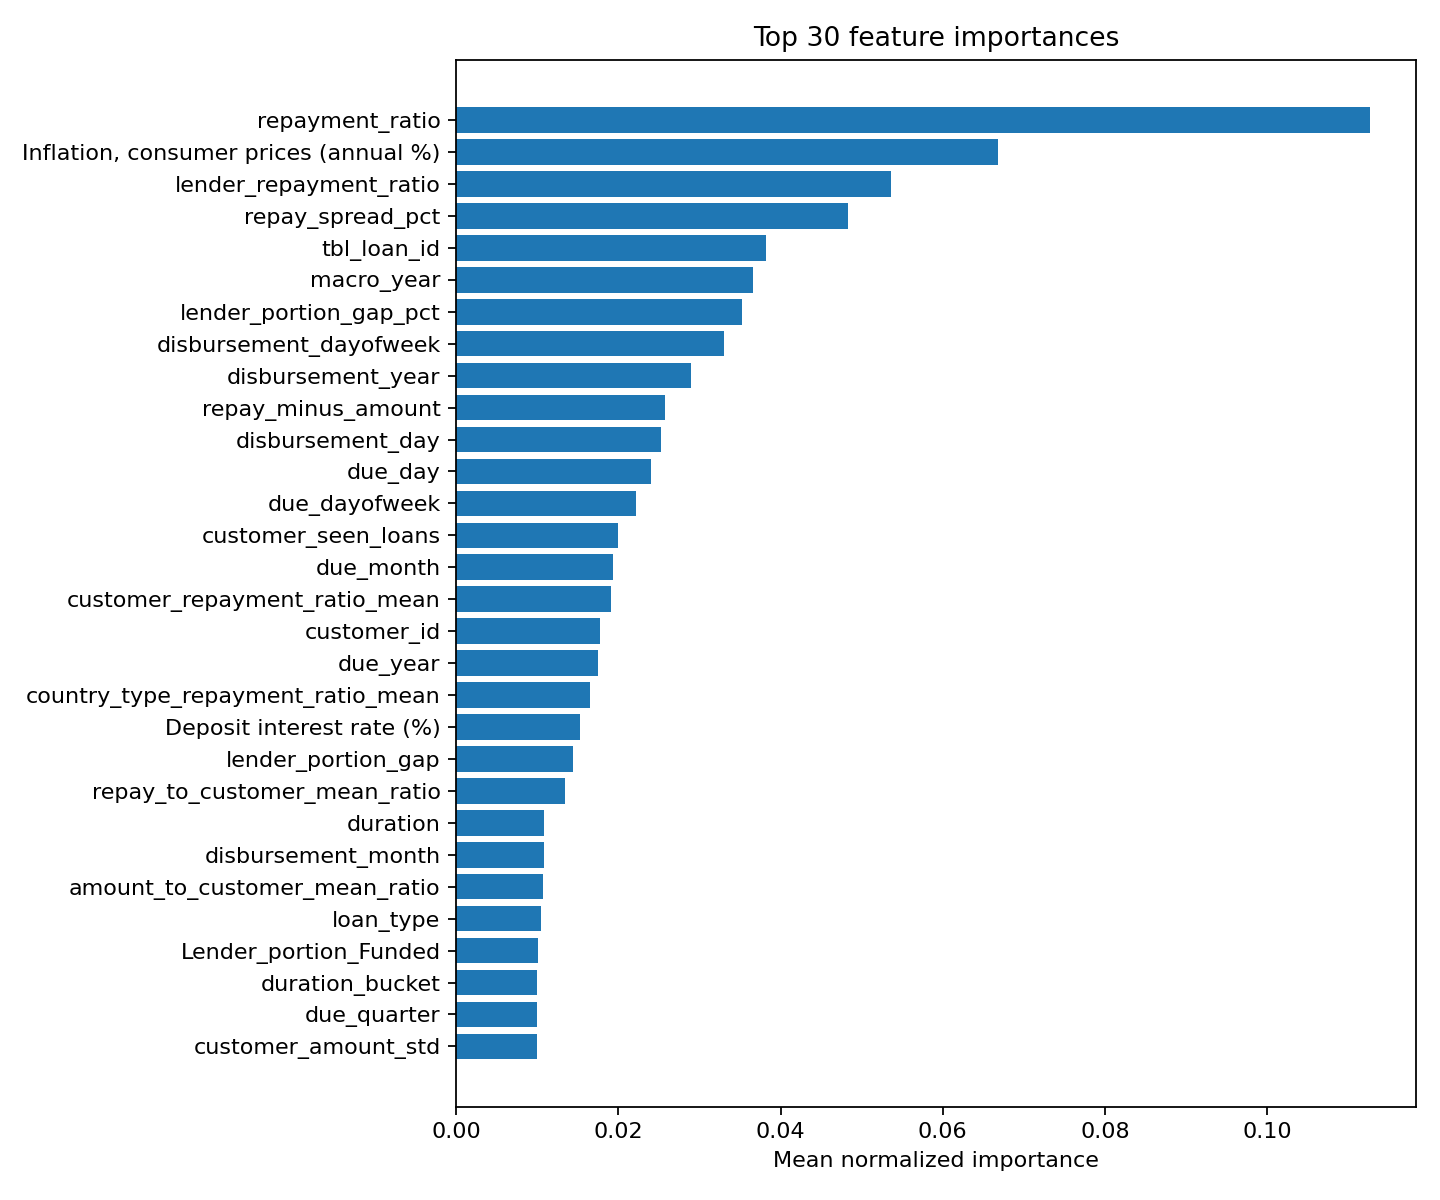 Top 30 feature importances
repayment_ratio
Inflation, consumer prices (annual %)
lender_repayment_ratio
repay_spread_pct
tbl_loan_id
macro_year
lender_portion_gap_pct
disbursement_dayofweek
disbursement_year
repay_minus_amount
disbursement_day
due_day
due_dayofweek
customer_seen_loans
due_month
customer_repayment_ratio_mean
customer_id
due_year
country_type_repayment_ratio_mean
Deposit interest rate (%)
lender_portion_gap
repay_to_customer_mean_ratio
duration
disbursement_month
amount_to_customer_mean_ratio
loan_type
Lender_portion_Funded
duration_bucket
due_quarter
customer_amount_std
0.00 0.02 0.04 0.06 0.08 0.10
Mean normalized importance